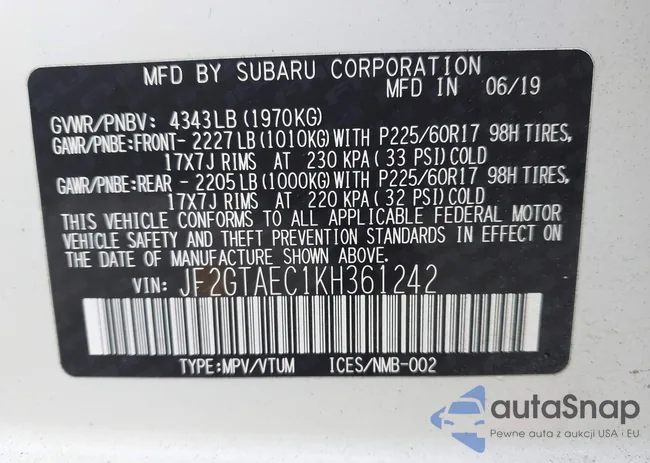 MFD BY SUBARU CORPORATION
MFD IN 06/19
GVWR/PNBV: 4343LB (1970KG)
GAWR/PNBE:FRONT- 2227LB (1010KG) WITH P225/60R17 98H TIRES,
17X7J RIMS AT 230 KPA (33 PSI) COLD
GAWR/PNBE:REAR - 2205LB (1000KG) WITH P225/60R17 98H TIRES,
17X7J RIMS AT 220 KPA (32 PSI) COLD
THIS VEHICLE CONFORMS TO ALL APPLICABLE FEDERAL MOTOR
VEHICLE SAFETY AND THEFT PREVENTION STANDARDS IN EFFECT ON
DATE OF MANUFACTURE SHOWN ABOVE.
VIN: JF2GTAEC1KH361242
TYPE:MPV/VTUM ICES/NMB-002
autaSnap
Pewne auta z aukcji USA i EU